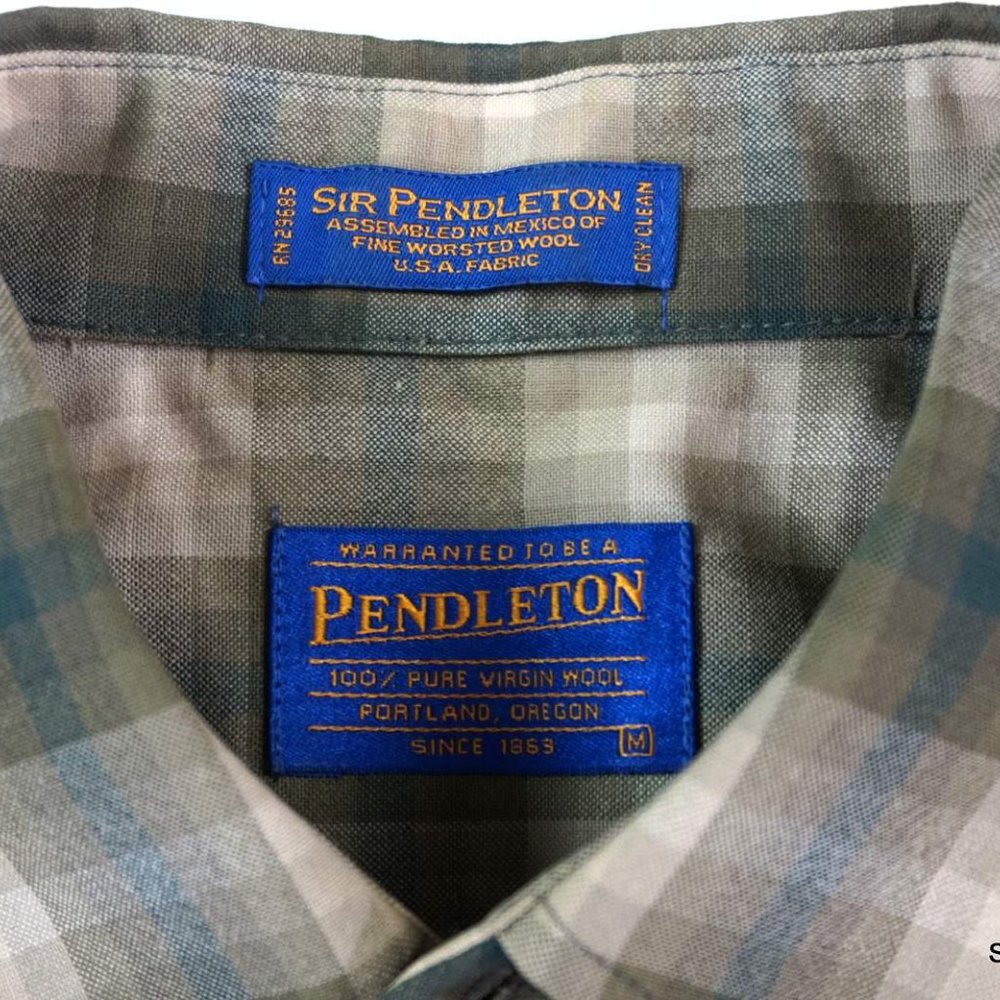 SIR PENDLETON
ASSEMBLED IN MEXICO OF
FINE WORSTED WOOL
U.S.A. FABRIC
RN 29685
DRY CLEAN
WARRANTED TO BE A
PENDLETON
100% PURE VIRGIN WOOL
PORTLAND, OREGON
SINCE 1863
M
S